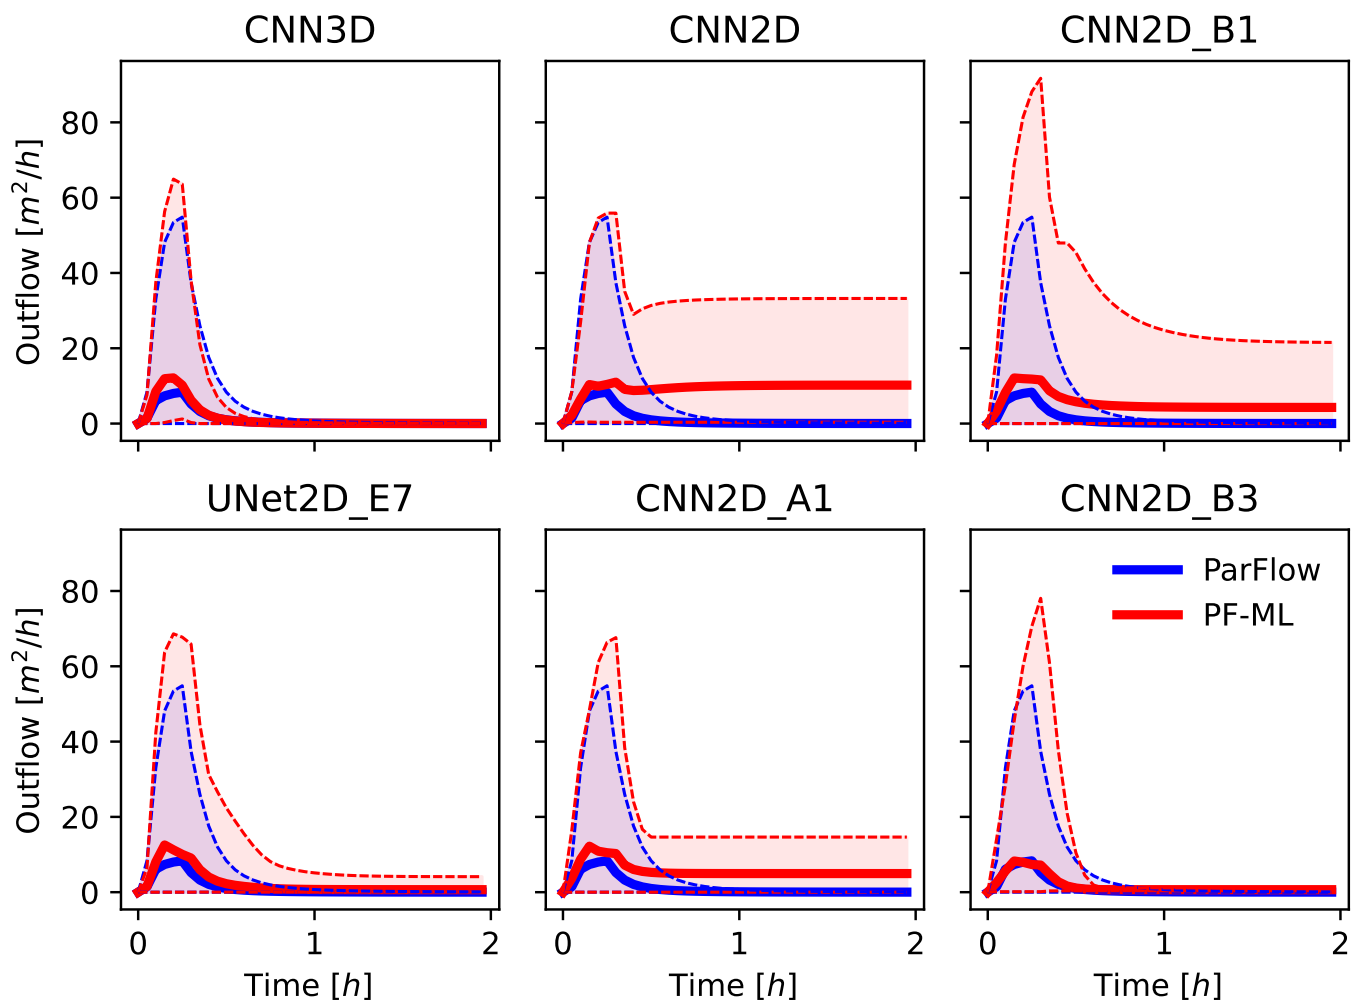 CNN3D
CNN2D
CNN2D_B1
Outflow [m²/h]
80
60
40
20
0
UNet2D_E7
CNN2D_A1
CNN2D_B3
Outflow [m²/h]
80
60
40
20
0
ParFlow
PF-ML
0 1 2
0 1 2
0 1 2
Time [h]
Time [h]
Time [h]